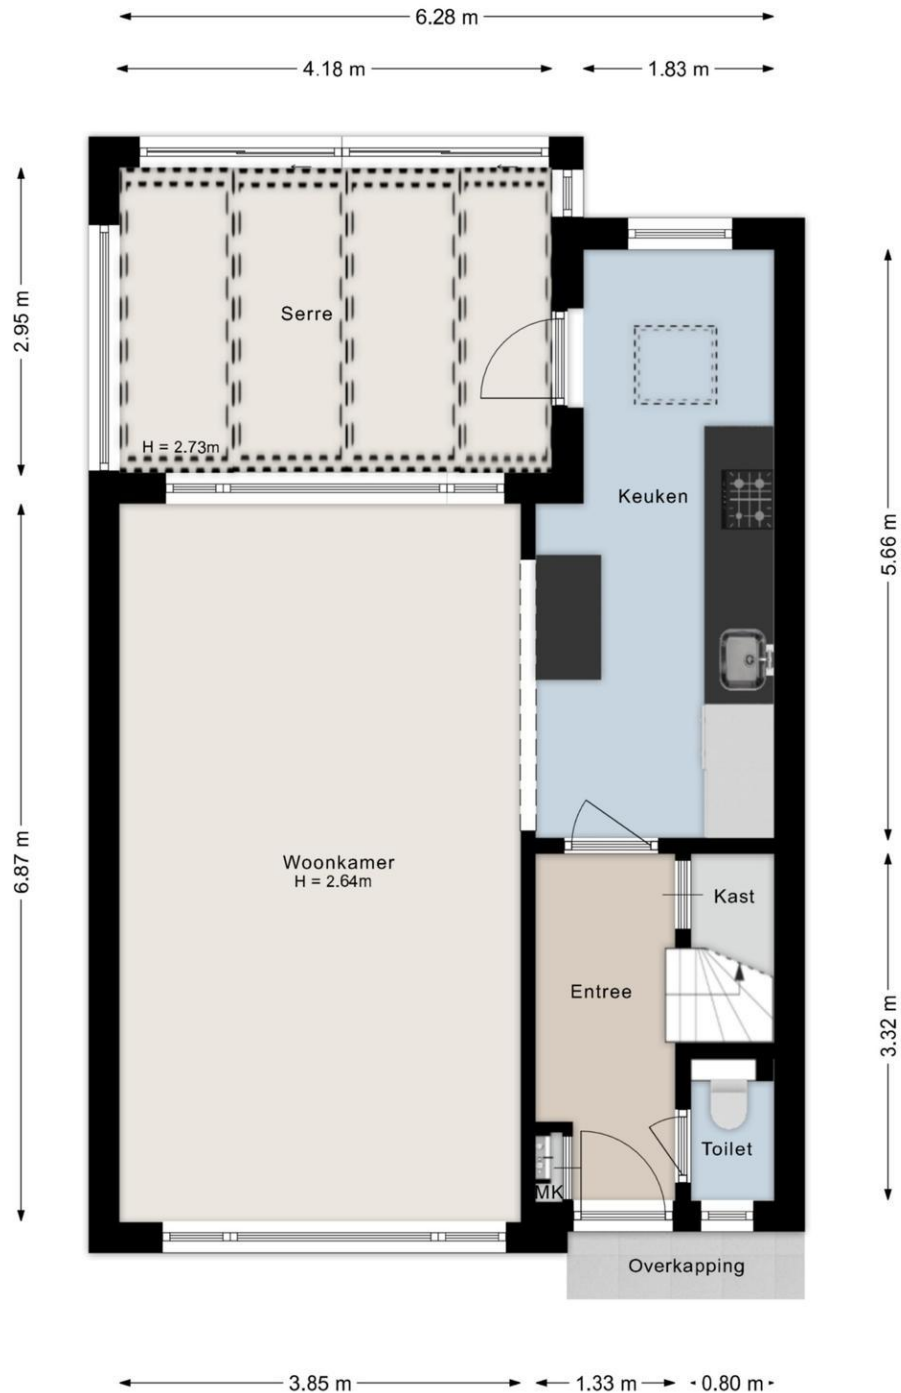 6.28 m
4.18 m
1.83 m
2.95 m
Serre
H = 2.73m
Keuken
5.66 m
6.87 m
Woonkamer
H = 2.64m
Kast
Entree
3.32 m
Toilet
MK
Overkapping
3.85 m
1.33 m
0.80 m